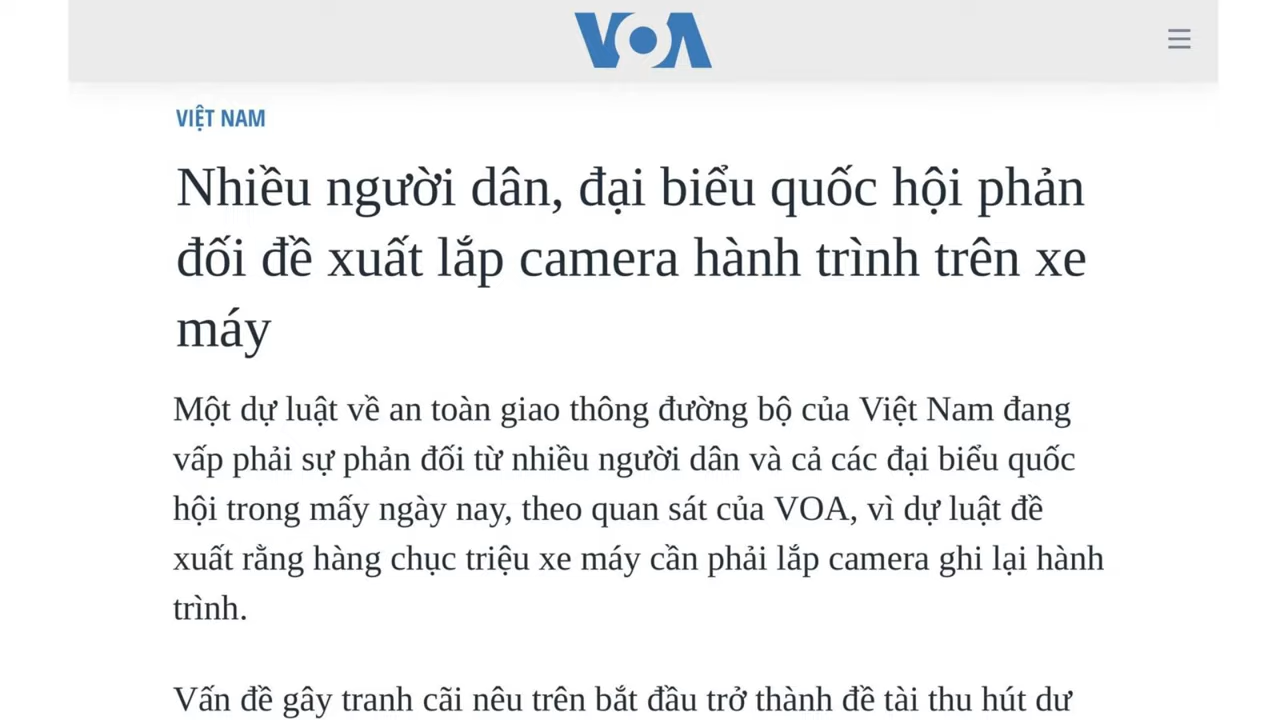 VOA
VIỆT NAM
Nhiều người dân, đại biểu quốc hội phản
đối đề xuất lắp camera hành trình trên xe
máy
Một dự luật về an toàn giao thông đường bộ của Việt Nam đang
vấp phải sự phản đối từ nhiều người dân và cả các đại biểu quốc
hội trong mấy ngày nay, theo quan sát của VOA, vì dự luật đề
xuất rằng hàng chục triệu xe máy cần phải lắp camera ghi lại hành
trình.
Vấn đề gây tranh cãi nêu trên bắt đầu trở thành đề tài thu hút dư